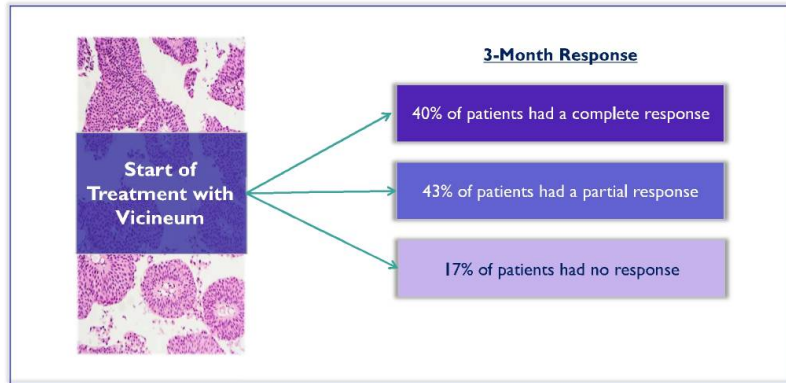 3-Month Response
40% of patients had a complete response
Start of
Treatment with
Vicineum
43% of patients had a partial response
17% of patients had no response